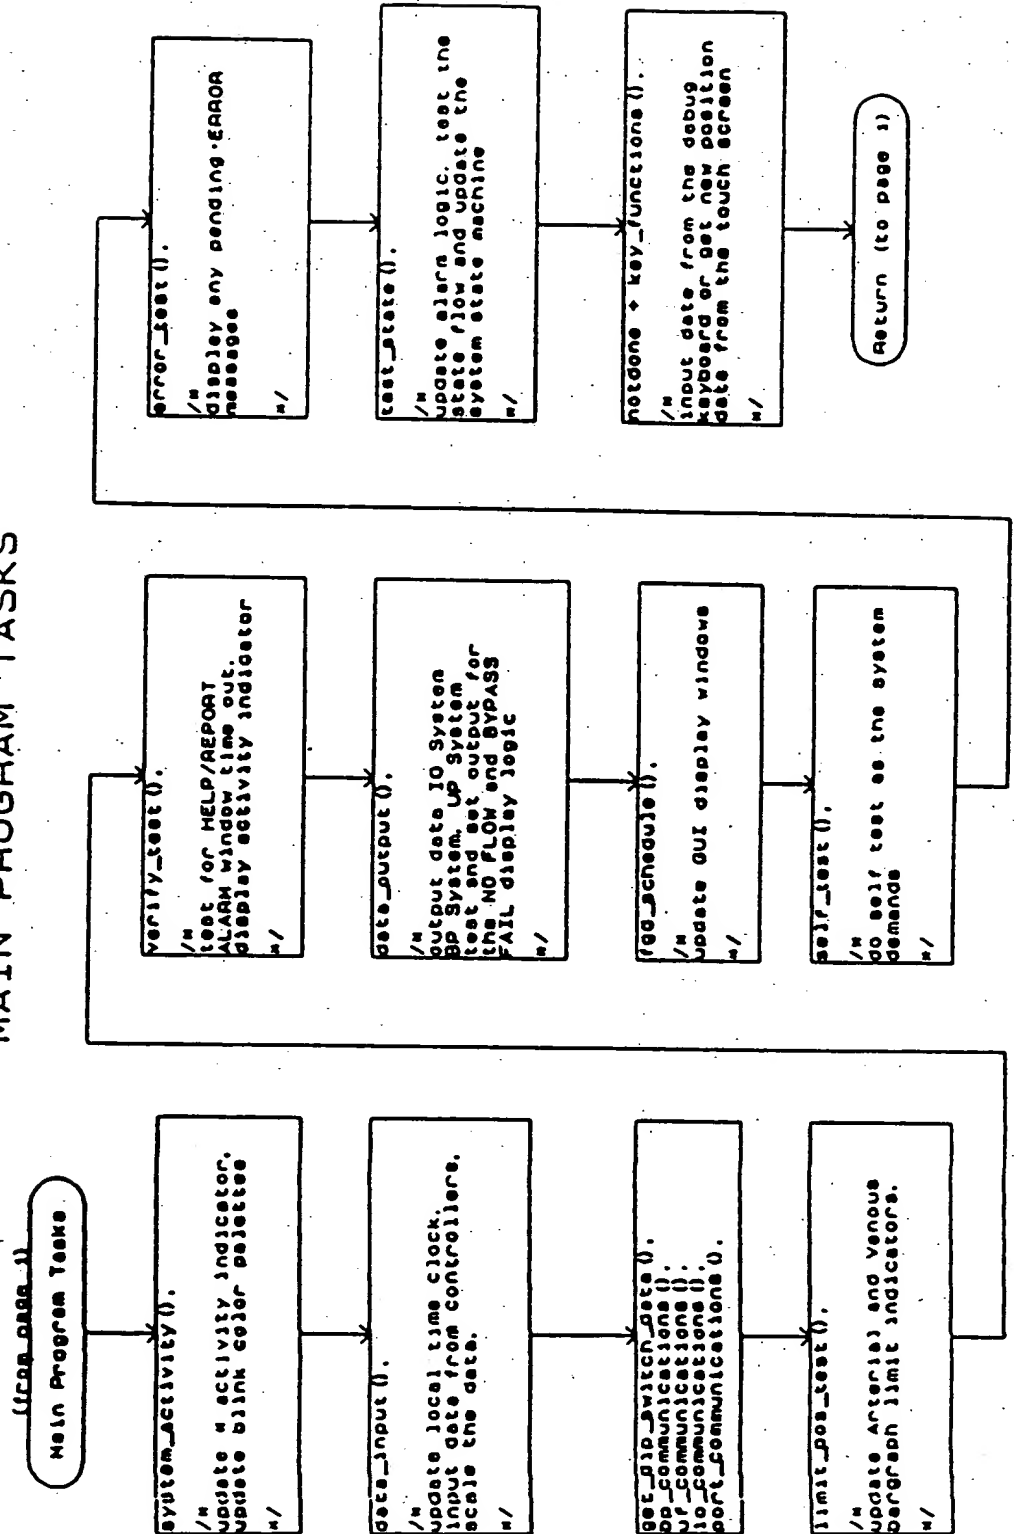 MAIN PROGRAM TASKS
(from page 1)
Main Program Tasks
system_activity().
/*
update * activity indicator.
update blink color palettes
*/
data_input().
/*
update local time clock.
input data from controllers.
scale the data.
*/
get_dip_switch_data().
bp_communications().
uf_communications().
io_communications().
port_communications().
limit_pos_test().
/*
update Arterial and Venous
bargraph limit indicators.
*/
verify_test().
/*
test for HELP/REPORT
ALARM window time out.
display activity indicator
*/
data_output().
/*
output data IO System
BP System. UP System
test and set output for
the NO FLOW and BYPASS
FAIL display logic
*/
fgd_schedule().
/*
update GUI display windows
*/
self_test().
/*
do self test as the system
demands
*/
error_test().
/*
display any pending ERROR
messages
*/
test_state().
/*
update alarm logic. test the
state flow and update the
system state machine
*/
notdone + key_functions().
/*
input date from the debug
keyboard or get new position
date from the touch screen
*/
Return (to page 1)